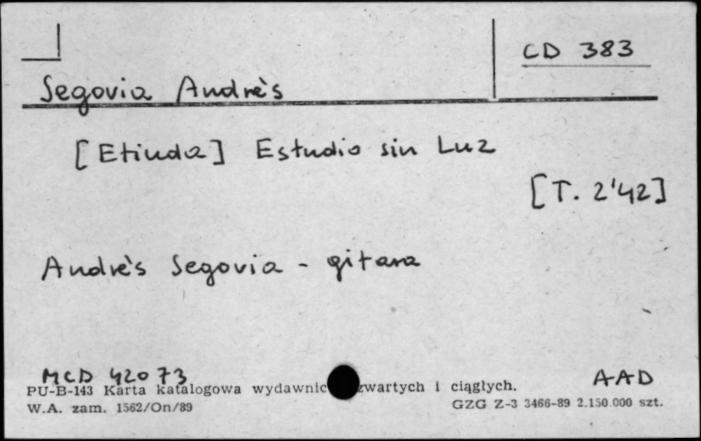 CD 383
Segovia Andrès
[Etiuda] Estudio sin Luz
[T. 2'42]
Andrès Segovia - gitara
MCD 42073
AAD
PU-B-143 Karta katalogowa wydawnic zwartych i ciągłych.
W.A. zam. 1562/On/89
GZG Z-3 3466-89 2.150.000 szt.